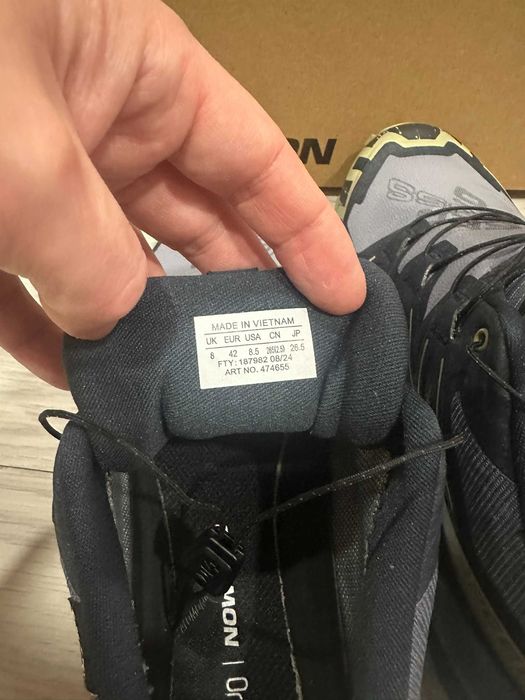 MON
MADE IN VIETNAM
UK EUR USA CN JP
8 42 8.5 265/2.5 26.5
FTY: 187982 08/24
ART NO. 474655
MON